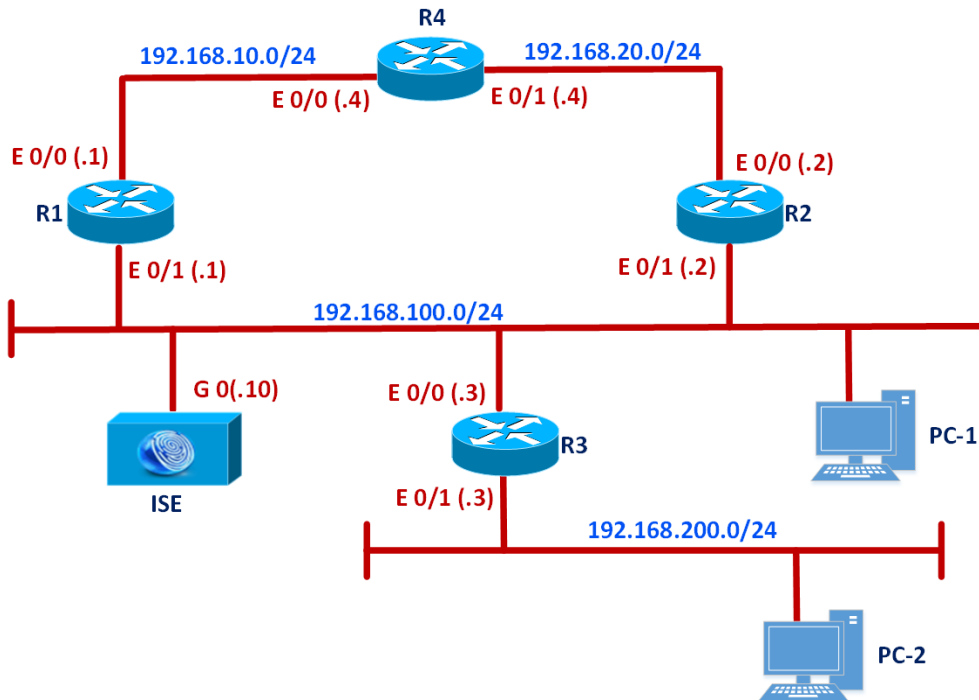 R4
192.168.10.0/24
192.168.20.0/24
E 0/0 (.4)
E 0/1 (.4)
E 0/0 (.1)
E 0/0 (.2)
R1
R2
E 0/1 (.1)
E 0/1 (.2)
192.168.100.0/24
G 0(.10)
E 0/0 (.3)
R3
PC-1
ISE
E 0/1 (.3)
192.168.200.0/24
PC-2